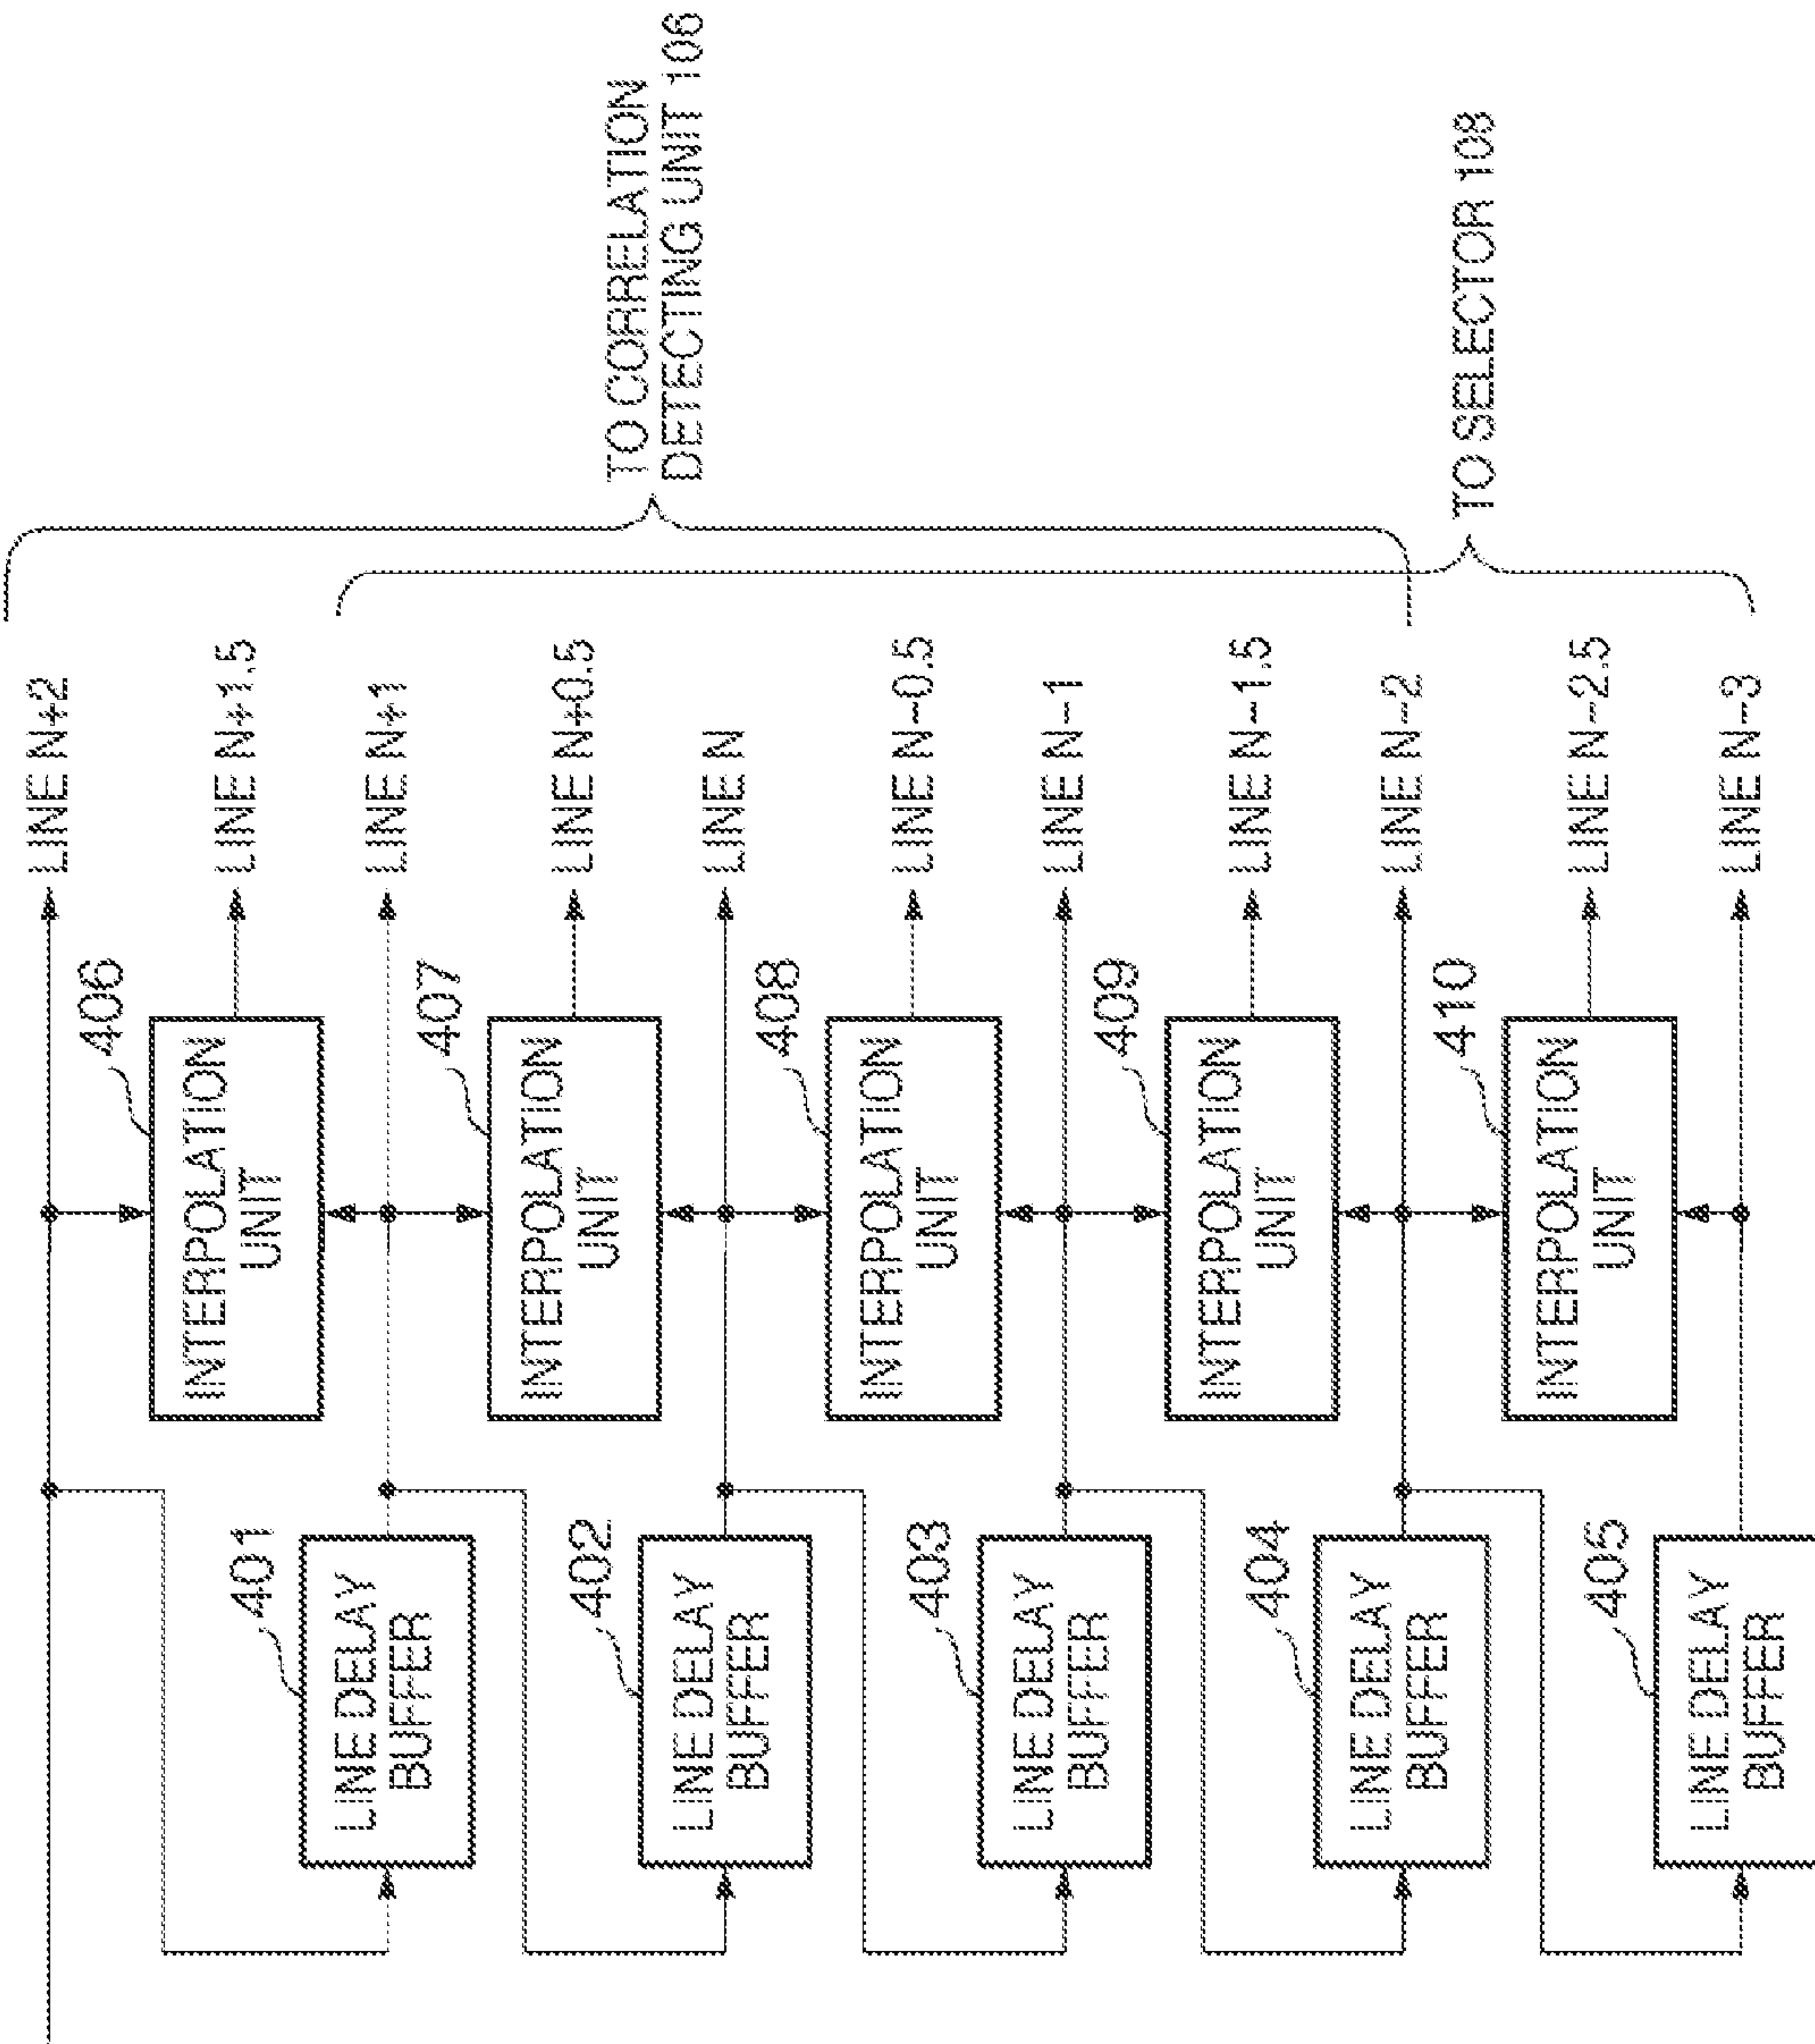 LINE N+2
406
INTERPOLATION
UNIT
LINE N+1.5
401
LINE DELAY
BUFFER
LINE N+1
407
INTERPOLATION
UNIT
LINE N+0.5
402
LINE DELAY
BUFFER
LINE N
408
INTERPOLATION
UNIT
LINE N-0.5
403
LINE DELAY
BUFFER
LINE N-1
409
INTERPOLATION
UNIT
LINE N-1.5
404
LINE DELAY
BUFFER
LINE N-2
410
INTERPOLATION
UNIT
LINE N-2.5
405
LINE DELAY
BUFFER
LINE N-3
TO CORRELATION
DETECTING UNIT 106
TO SELECTOR 108